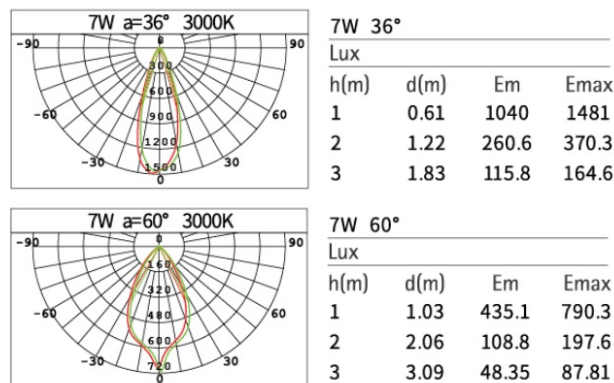 7W a=36° 3000K
-90
0
90
300
600
-60
900
60
1200
-30
1500
30
0
7W 36°
Lux
h(m) d(m) Em Emax
1 0.61 1040 1481
2 1.22 260.6 370.3
3 1.83 115.8 164.6
7W a=60° 3000K
-90
0
90
160
320
-60
480
60
600
-30
720
30
0
7W 60°
Lux
h(m) d(m) Em Emax
1 1.03 435.1 790.3
2 2.06 108.8 197.6
3 3.09 48.35 87.81